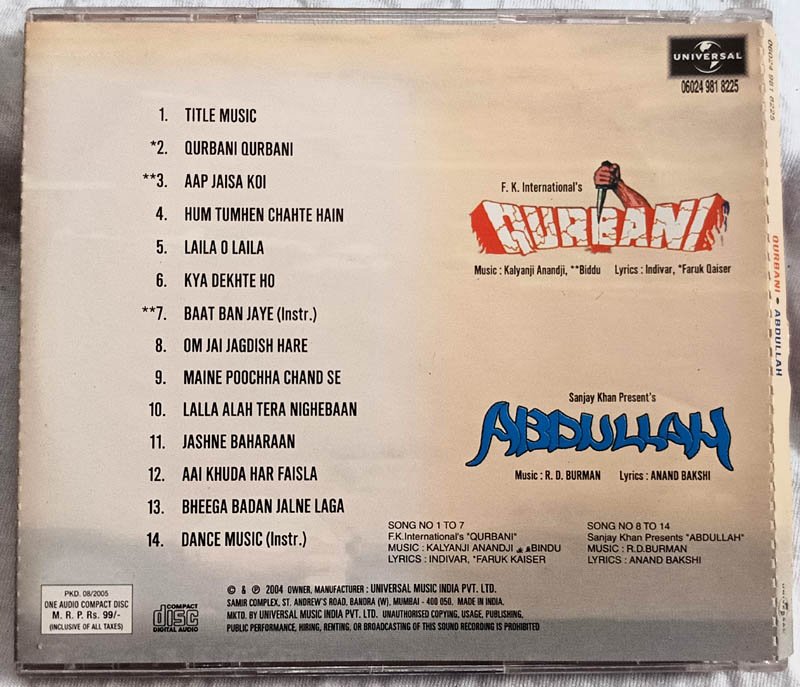 UNIVERSAL
06024 981 8225
1. TITLE MUSIC
*2. QURBANI QURBANI
**3. AAP JAISA KOI
4. HUM TUMHEN CHAHTE HAIN
5. LAILA O LAILA
6. KYA DEKHTE HO
**7. BAAT BAN JAYE (Instr.)
8. OM JAI JAGDISH HARE
9. MAINE POOCHHA CHAND SE
10. LALLA ALAH TERA NIGHEBAAN
11. JASHNE BAHARAAN
12. AAI KHUDA HAR FAISLA
13. BHEEGA BADAN JALNE LAGA
14. DANCE MUSIC (Instr.)
F. K. International's
QURBANI
Music : Kalyanji Anandji, **Biddu Lyrics : Indivar, *Faruk Qaiser
Sanjay Khan Present's
ABDULLAH
Music : R. D. BURMAN Lyrics : ANAND BAKSHI
SONG NO 1 TO 7
F.K.International's "QURBANI"
MUSIC : KALYANJI ANANDJI BINDU
LYRICS : INDIVAR, *FARUK KAISER
SONG NO 8 TO 14
Sanjay Khan Presents "ABDULLAH"
MUSIC : R.D.BURMAN
LYRICS : ANAND BAKSHI
PKD. 08/2005
ONE AUDIO COMPACT DISC
M. R. P. Rs. 99/-
(INCLUSIVE OF ALL TAXES)
COMPACT
disc
DIGITAL AUDIO
© & ℗ 2004 OWNER, MANUFACTURER : UNIVERSAL MUSIC INDIA PVT. LTD.
SAMIR COMPLEX, ST. ANDREW'S ROAD, BANDRA (W), MUMBAI - 400 050. MADE IN INDIA.
MKTD. BY UNIVERSAL MUSIC INDIA PVT. LTD. UNAUTHORISED COPYING, USAGE, PUBLISHING,
PUBLIC PERFORMANCE, HIRING, RENTING, OR BROADCASTING OF THIS SOUND RECORDING IS PROHIBITED
06024 981 8225
QURBANI • ABDULLAH